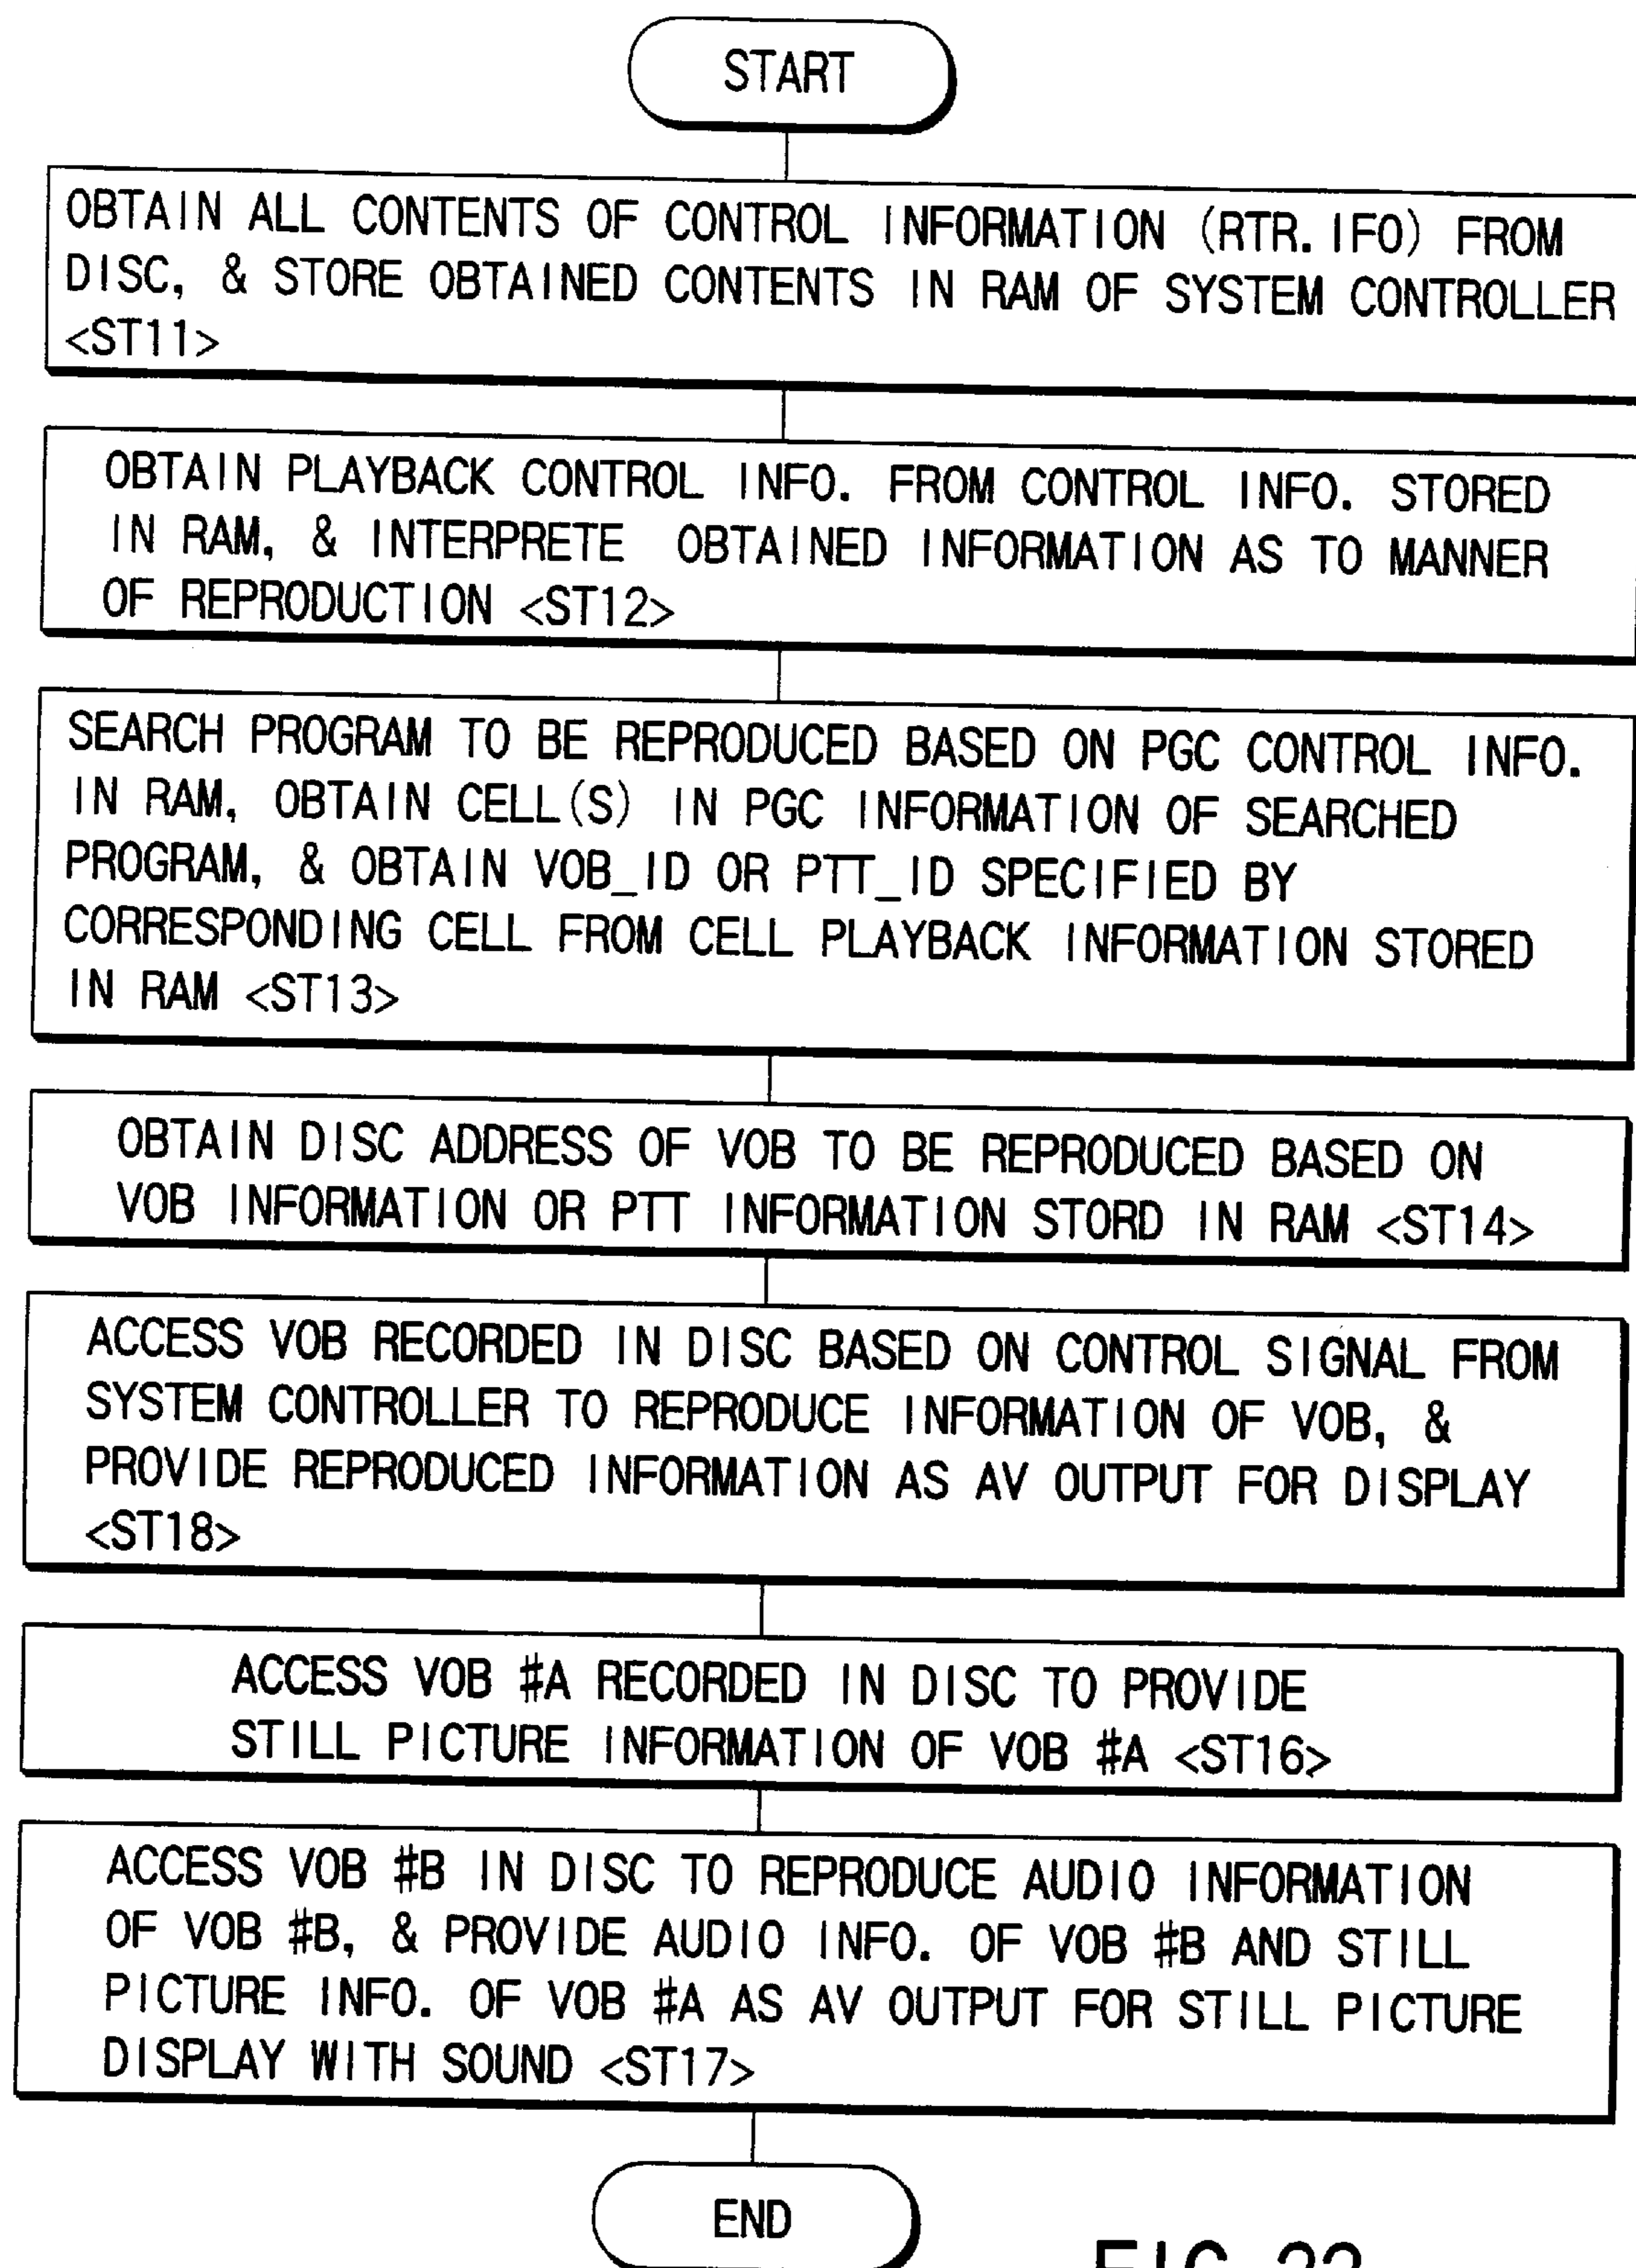 START
OBTAIN ALL CONTENTS OF CONTROL INFORMATION (RTR.IFO) FROM
DISC, & STORE OBTAINED CONTENTS IN RAM OF SYSTEM CONTROLLER
<ST11>
OBTAIN PLAYBACK CONTROL INFO. FROM CONTROL INFO. STORED
IN RAM, & INTERPRETE OBTAINED INFORMATION AS TO MANNER
OF REPRODUCTION <ST12>
SEARCH PROGRAM TO BE REPRODUCED BASED ON PGC CONTROL INFO.
IN RAM, OBTAIN CELL(S) IN PGC INFORMATION OF SEARCHED
PROGRAM, & OBTAIN VOB_ID OR PTT_ID SPECIFIED BY
CORRESPONDING CELL FROM CELL PLAYBACK INFORMATION STORED
IN RAM <ST13>
OBTAIN DISC ADDRESS OF VOB TO BE REPRODUCED BASED ON
VOB INFORMATION OR PTT INFORMATION STORD IN RAM <ST14>
ACCESS VOB RECORDED IN DISC BASED ON CONTROL SIGNAL FROM
SYSTEM CONTROLLER TO REPRODUCE INFORMATION OF VOB, &
PROVIDE REPRODUCED INFORMATION AS AV OUTPUT FOR DISPLAY
<ST18>
ACCESS VOB #A RECORDED IN DISC TO PROVIDE
STILL PICTURE INFORMATION OF VOB #A <ST16>
ACCESS VOB #B IN DISC TO REPRODUCE AUDIO INFORMATION
OF VOB #B, & PROVIDE AUDIO INFO. OF VOB #B AND STILL
PICTURE INFO. OF VOB #A AS AV OUTPUT FOR STILL PICTURE
DISPLAY WITH SOUND <ST17>
END